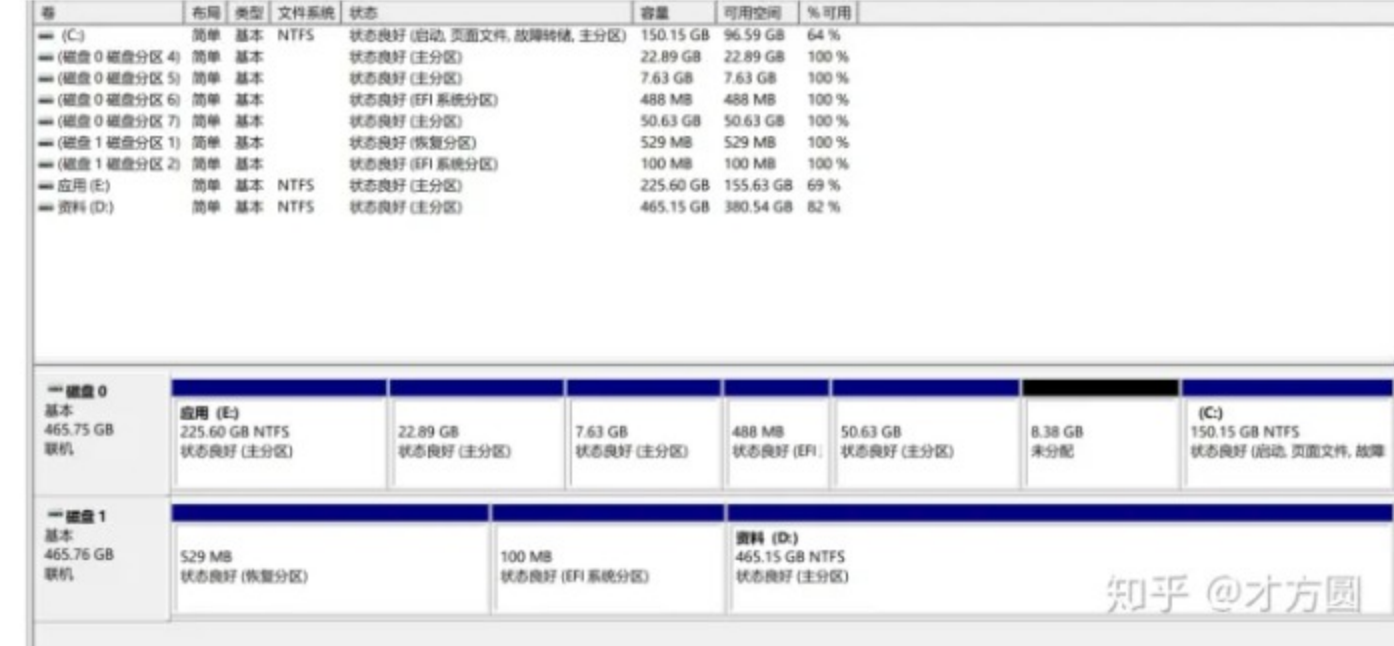 卷 布局 类型 文件系统 状态 容量 可用空间 % 可用
(C:) 简单 基本 NTFS 状态良好 (启动, 页面文件, 故障转储, 主分区) 150.15 GB 96.59 GB 64 %
(磁盘 0 磁盘分区 4) 简单 基本 状态良好 (主分区) 22.89 GB 22.89 GB 100 %
(磁盘 0 磁盘分区 5) 简单 基本 状态良好 (主分区) 7.63 GB 7.63 GB 100 %
(磁盘 0 磁盘分区 6) 简单 基本 状态良好 (EFI 系统分区) 488 MB 488 MB 100 %
(磁盘 0 磁盘分区 7) 简单 基本 状态良好 (主分区) 50.63 GB 50.63 GB 100 %
(磁盘 1 磁盘分区 1) 简单 基本 状态良好 (恢复分区) 529 MB 529 MB 100 %
(磁盘 1 磁盘分区 2) 简单 基本 状态良好 (EFI 系统分区) 100 MB 100 MB 100 %
应用 (E:) 简单 基本 NTFS 状态良好 (主分区) 225.60 GB 155.63 GB 69 %
资料 (D:) 简单 基本 NTFS 状态良好 (主分区) 465.15 GB 380.54 GB 82 %
磁盘 0
基本
465.75 GB
联机
应用 (E:)
225.60 GB NTFS
状态良好 (主分区)
22.89 GB
状态良好 (主分区)
7.63 GB
状态良好 (主分区)
488 MB
状态良好 (EFI
50.63 GB
状态良好 (主分区)
8.38 GB
未分配
(C:)
150.15 GB NTFS
状态良好 (启动, 页面文件, 故障
磁盘 1
基本
465.76 GB
联机
529 MB
状态良好 (恢复分区)
100 MB
状态良好 (EFI 系统分区)
资料 (D:)
465.15 GB NTFS
状态良好 (主分区)
知乎 @才方圆